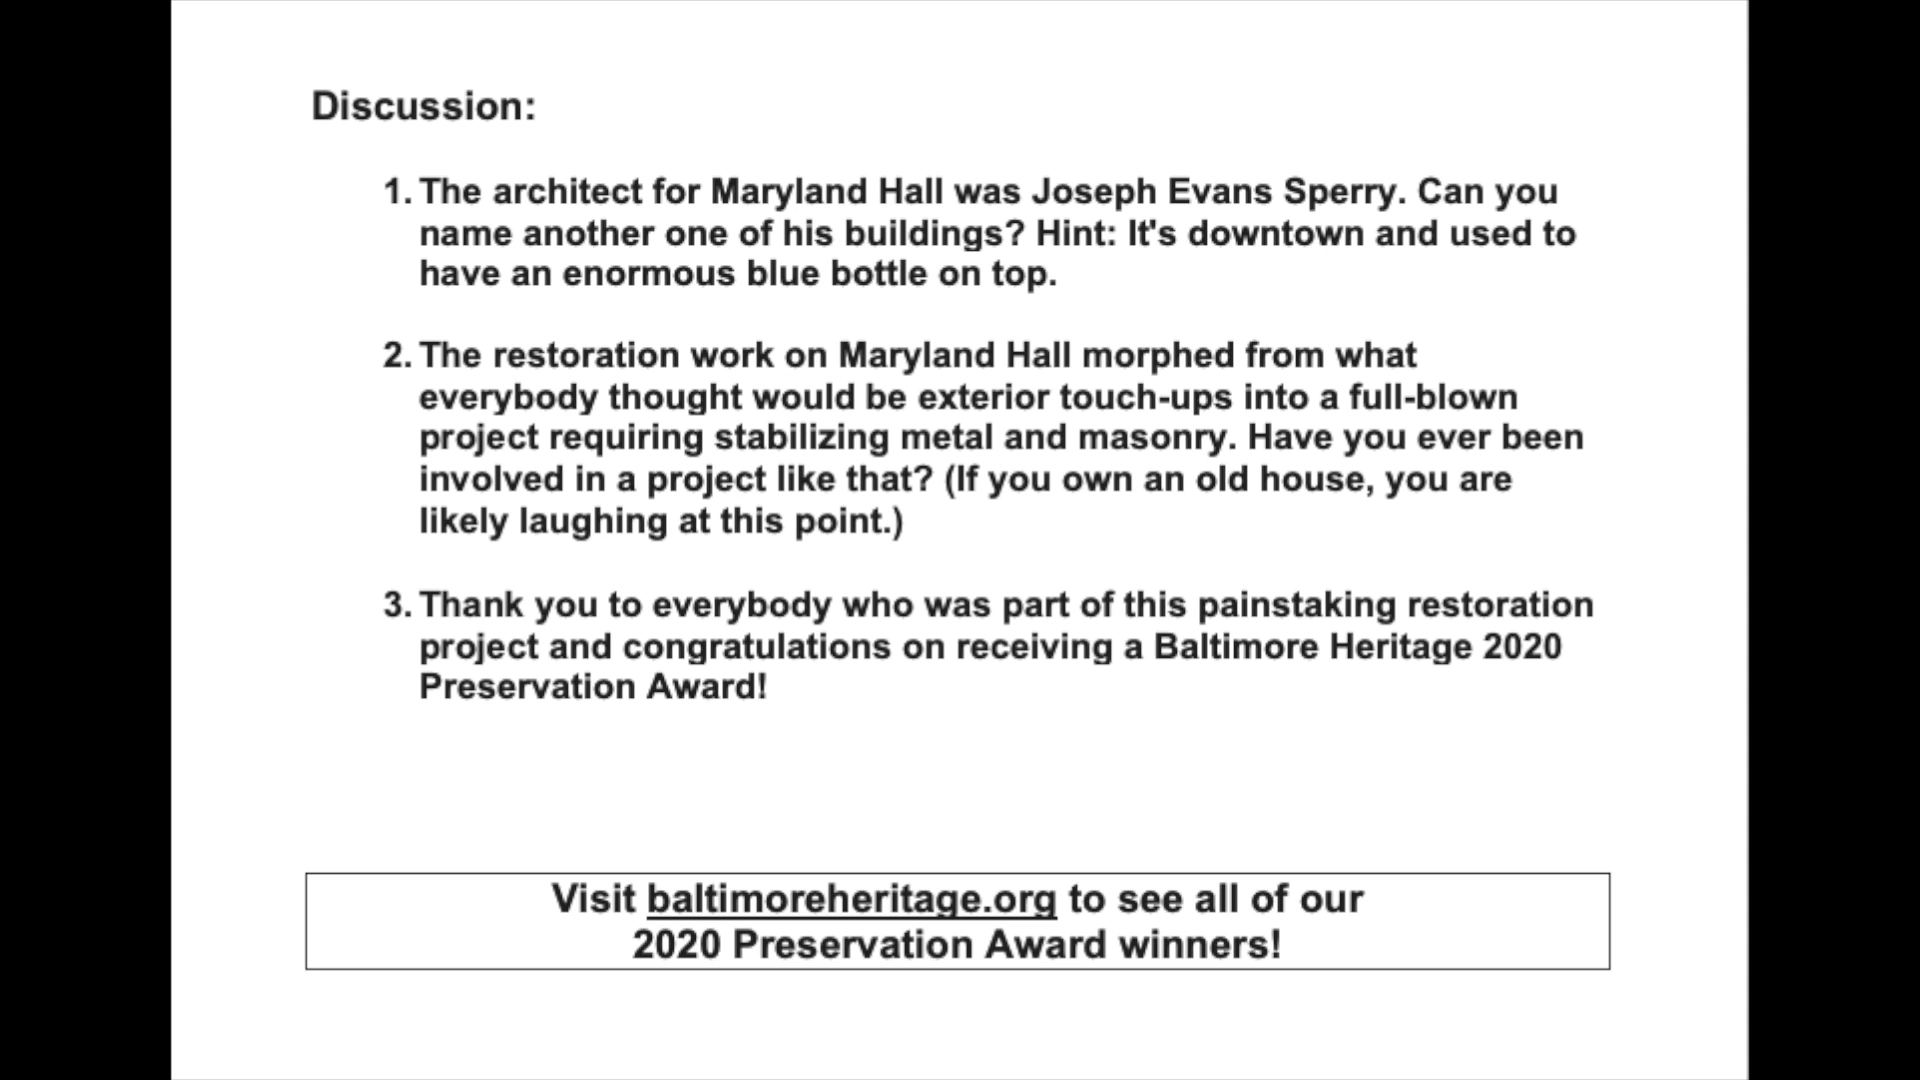 Discussion:
1. The architect for Maryland Hall was Joseph Evans Sperry. Can you
name another one of his buildings? Hint: It's downtown and used to
have an enormous blue bottle on top.
2. The restoration work on Maryland Hall morphed from what
everybody thought would be exterior touch-ups into a full-blown
project requiring stabilizing metal and masonry. Have you ever been
involved in a project like that? (If you own an old house, you are
likely laughing at this point.)
3. Thank you to everybody who was part of this painstaking restoration
project and congratulations on receiving a Baltimore Heritage 2020
Preservation Award!
Visit baltimoreheritage.org to see all of our
2020 Preservation Award winners!